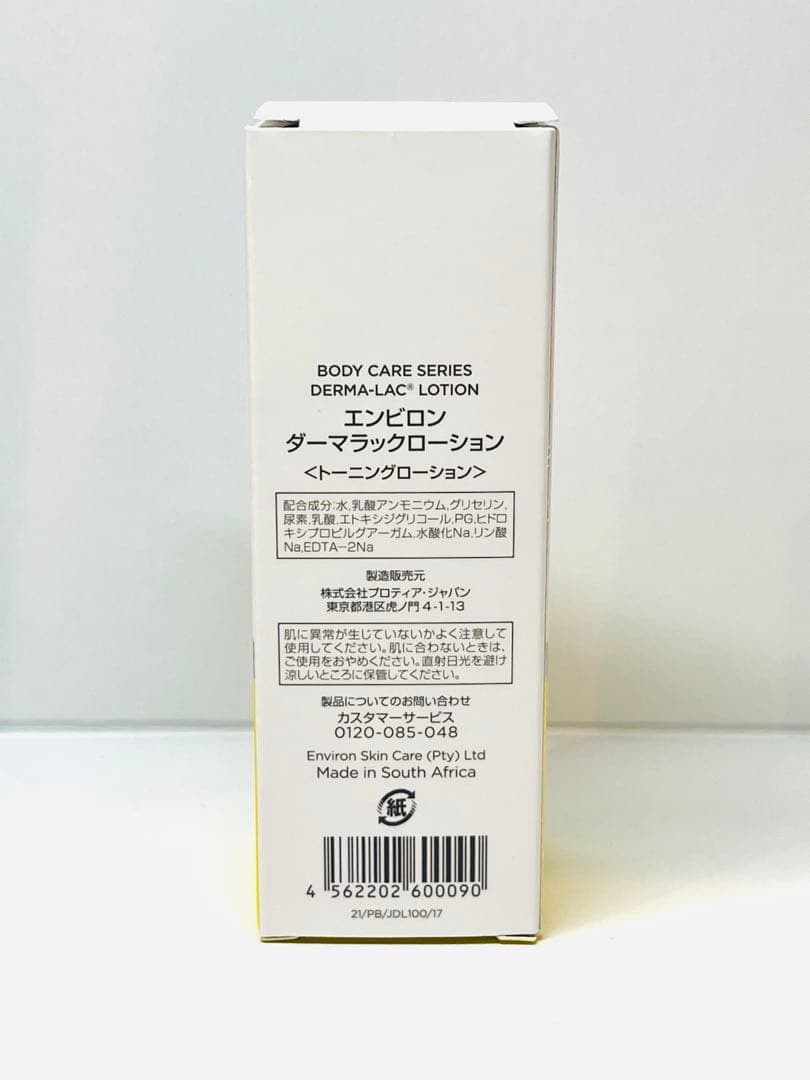 BODY CARE SERIES
DERMA-LAC® LOTION
エンビロン
ダーマラックローション
<トーニングローション>
配合成分:水,乳酸アンモニウム,グリセリン,
尿素,乳酸,エトキシジグリコール,PG,ヒドロ
キシプロピルグアーガム,水酸化Na,リン酸
Na,EDTA-2Na
製造販売元
株式会社プロティア・ジャパン
東京都港区虎ノ門 4-1-13
肌に異常が生じていないかよく注意して
使用してください。肌に合わないときは、
ご使用をおやめください。直射日光を避け
涼しいところに保管してください。
製品についてのお問い合わせ
カスタマーサービス
0120-085-048
Environ Skin Care (Pty) Ltd
Made in South Africa
紙
4 562202 600090
21/PB/JDL100/17